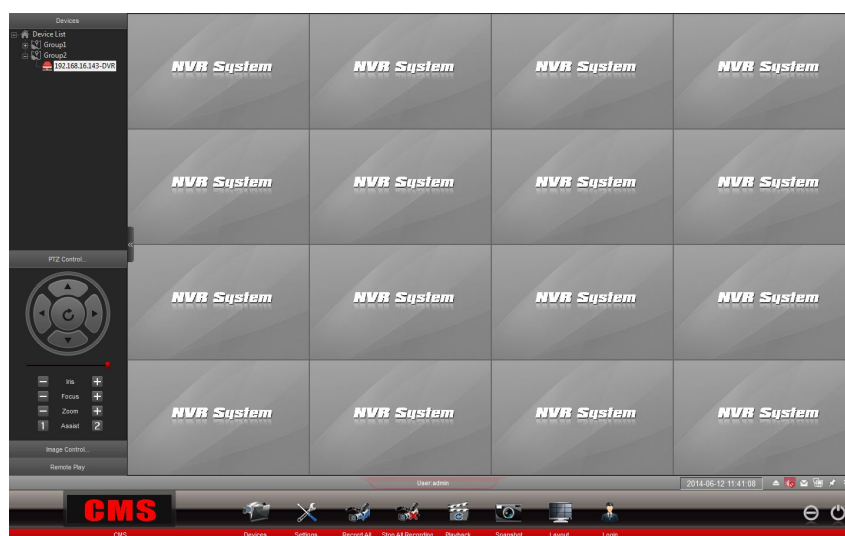 Devices
Device List
Group1
Group2
192.168.16.143-DVR
NVR System NVR System NVR System NVR System
NVR System NVR System NVR System NVR System
PTZ Control...
NVR System NVR System NVR System NVR System
Iris
Focus
Zoom
1 Assist 2
NVR System NVR System NVR System NVR System
Image Control...
Remote Play
User:admin
2014-06-12 11:41:08
CMS
CMS Devices Settings Record All Stop All Recording Playback Snapshot Layout Login